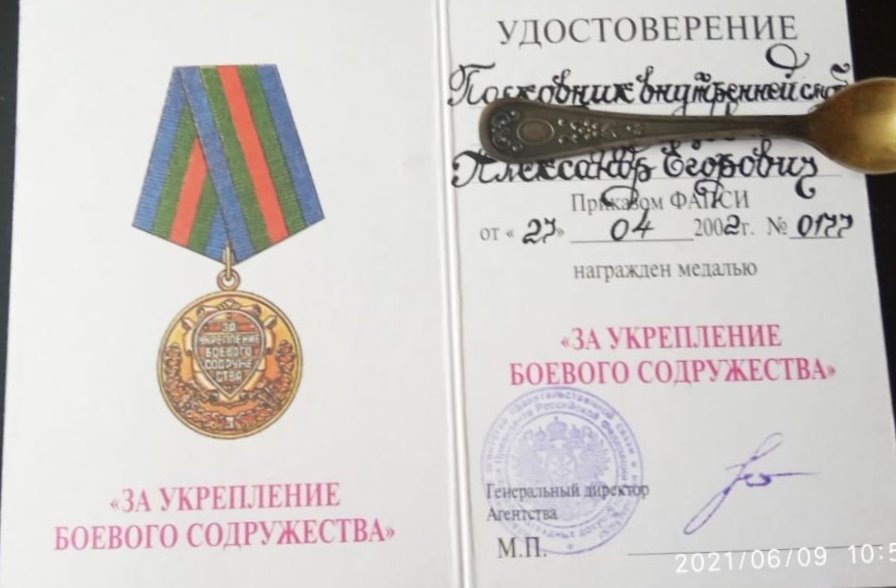 ЗА
УКРЕПЛЕНИЕ
БОЕВОГО
СОДРУЖЕ
СТВА
«ЗА УКРЕПЛЕНИЕ
БОЕВОГО СОДРУЖЕСТВА»
УДОСТОВЕРЕНИЕ
Полковник внутренней
Александр Егорович
Приказом ФАПСИ
от «27» 04 2002г. № 0177
награжден медалью
«ЗА УКРЕПЛЕНИЕ
БОЕВОГО СОДРУЖЕСТВА»
Генеральный директор
Агентства
М.П.
2021/06/09 10:5